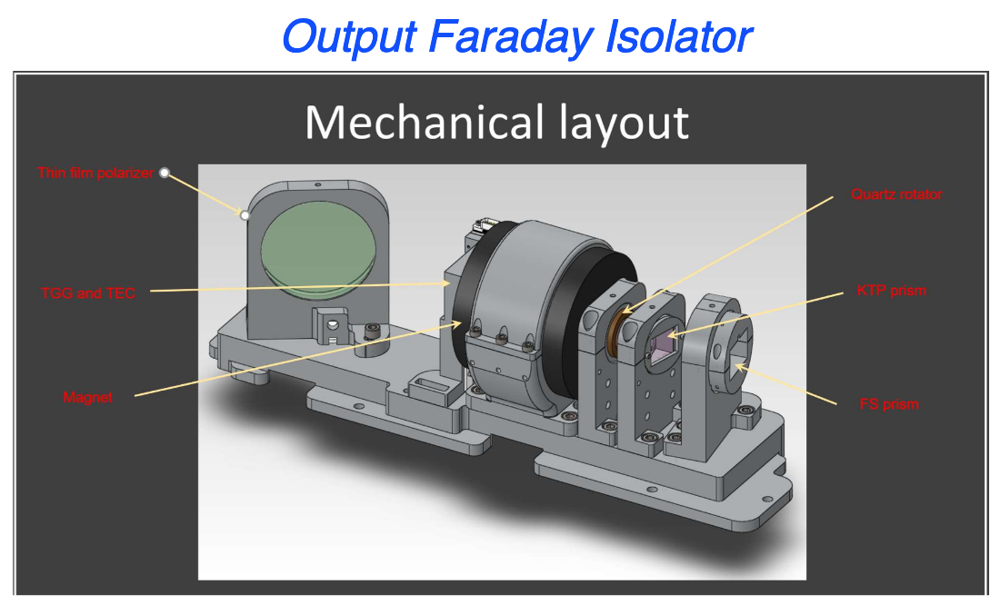 Output Faraday Isolator
Mechanical layout
Thin film polarizer
Quartz rotator
TGG and TEC
KTP prism
Magnet
FS prism